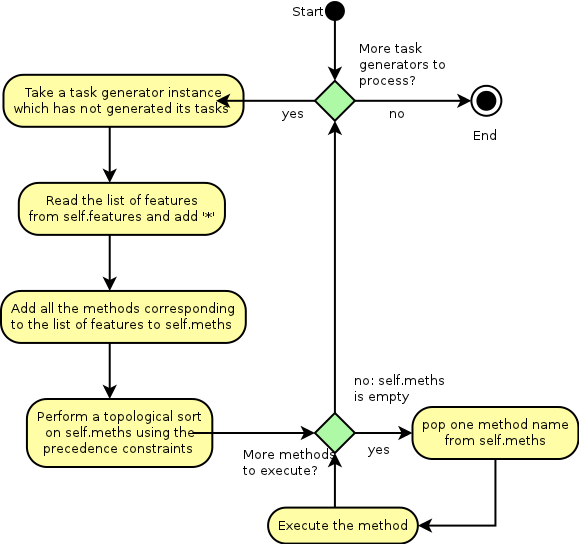 Start
More task
generators to
process?
Take a task generator instance
which has not generated its tasks
yes
no
End
Read the list of features
from self.features and add '*'
Add all the methods corresponding
to the list of features to self.meths
no: self.meths
is empty
Perform a topological sort
on self.meths using the
precedence constraints
More methods
to execute?
yes
pop one method name
from self.meths
Execute the method